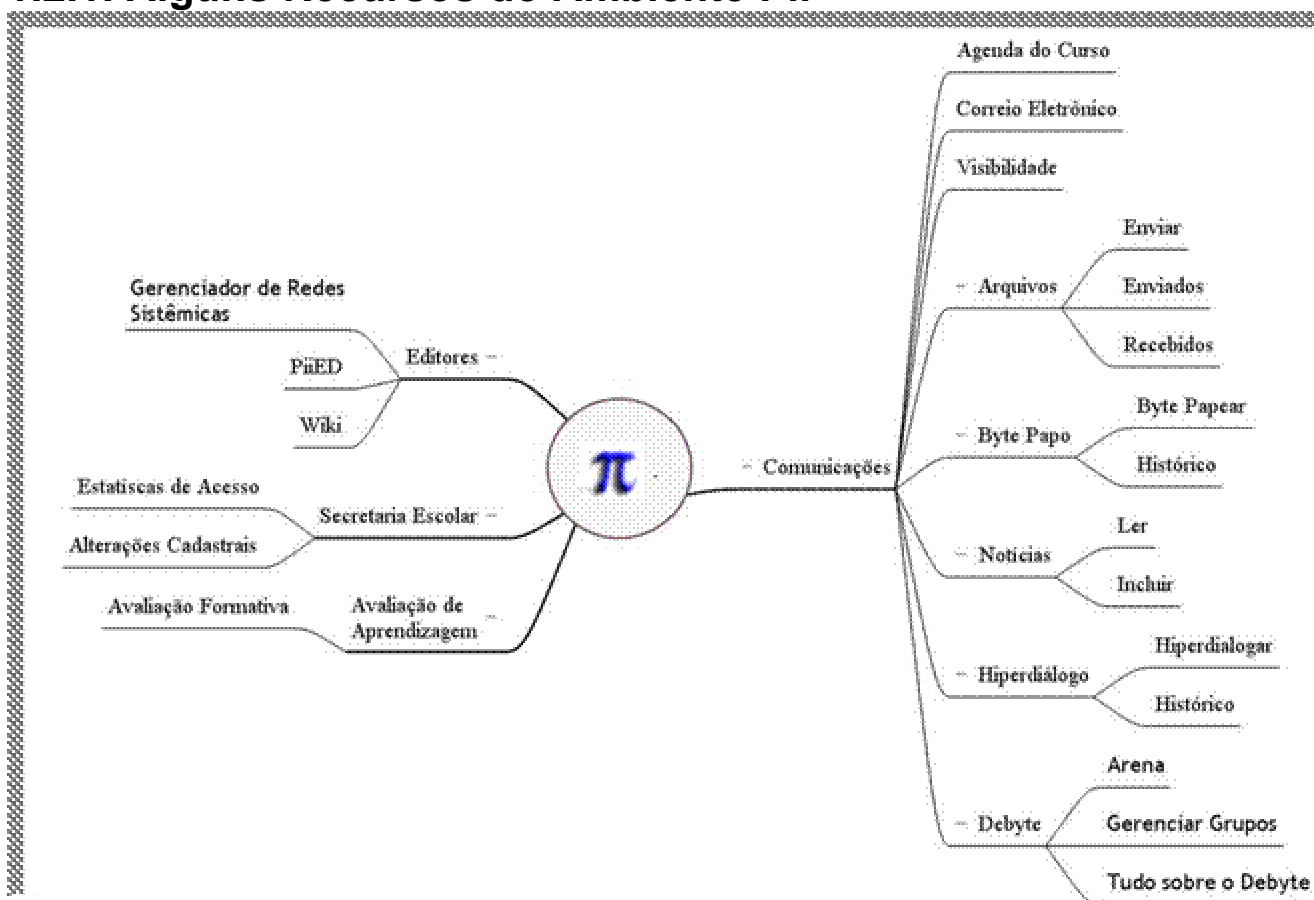 Agenda do Curso
Correio Eletrônico
Visibilidade
Enviar
Arquivos
Enviados
Recebidos
Byte Papear
Byte Papo
Histórico
Comunicações
Ler
Notícias
Incluir
Hiperdialogar
Hiperdiálogo
Histórico
Arena
Debyte
Gerenciar Grupos
Tudo sobre o Debyte
π
Gerenciador de Redes
Sistêmicas
Editores
PiiED
Wiki
Estatiscas de Acesso
Secretaria Escolar
Alterações Cadastrais
Avaliação Formativa
Avaliação de
Aprendizagem